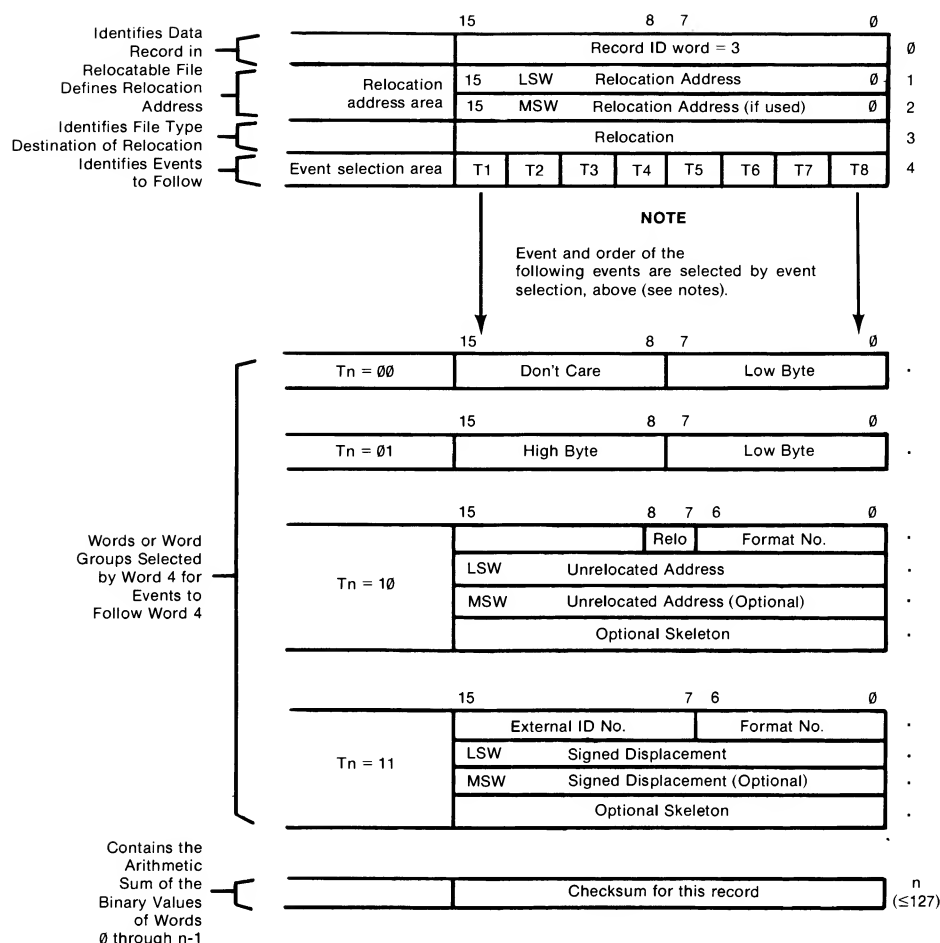 15 8 7 Ø
Identifies Data
Record in
Record ID word = 3 Ø
Relocatable File
Defines Relocation
Address
Relocation
address area
15 LSW Relocation Address Ø 1
15 MSW Relocation Address (if used) Ø 2
Identifies File Type
Destination of Relocation
Relocation 3
Identifies Events
to Follow
Event selection area T1 T2 T3 T4 T5 T6 T7 T8 4
NOTE
Event and order of the
following events are selected by event
selection, above (see notes).
15 8 7 Ø
Tn = ØØ Don't Care Low Byte
15 8 7 Ø
Tn = Ø1 High Byte Low Byte
Words or Word
Groups Selected
by Word 4 for
Events to
Follow Word 4
15 8 7 6 Ø
Tn = 1Ø
Relo Format No.
LSW Unrelocated Address
MSW Unrelocated Address (Optional)
Optional Skeleton
15 7 6 Ø
Tn = 11
External ID No. Format No.
LSW Signed Displacement
MSW Signed Displacement (Optional)
Optional Skeleton
Contains the
Arithmetic
Sum of the
Binary Values
of Words
Ø through n-1
Checksum for this record n
(≤127)